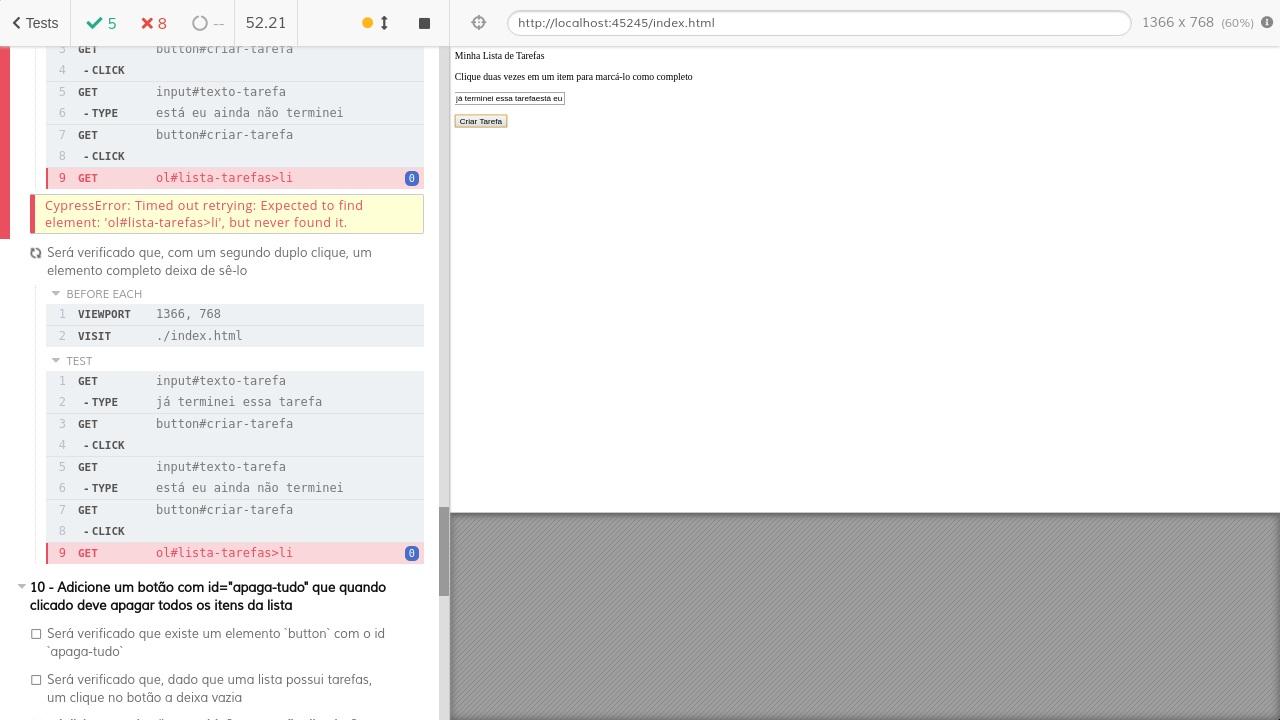 Tests 5 8 -- 52.21
http://localhost:45245/index.html 1366 x 768 (60%)
3 GET button#criar-tarefa
4 - CLICK
5 GET input#texto-tarefa
6 - TYPE está eu ainda não terminei
7 GET button#criar-tarefa
8 - CLICK
9 GET ol#lista-tarefas>li 0
CypressError: Timed out retrying: Expected to find
element: 'ol#lista-tarefas>li', but never found it.
Será verificado que, com um segundo duplo clique, um
elemento completo deixa de sê-lo
BEFORE EACH
1 VIEWPORT 1366, 768
2 VISIT ./index.html
TEST
1 GET input#texto-tarefa
2 - TYPE já terminei essa tarefa
3 GET button#criar-tarefa
4 - CLICK
5 GET input#texto-tarefa
6 - TYPE está eu ainda não terminei
7 GET button#criar-tarefa
8 - CLICK
9 GET ol#lista-tarefas>li 0
10 - Adicione um botão com id="apaga-tudo" que quando
clicado deve apagar todos os itens da lista
Será verificado que existe um elemento `button` com o id
`apaga-tudo`
Será verificado que, dado que uma lista possui tarefas,
um clique no botão a deixa vazia
Minha Lista de Tarefas
Clique duas vezes em um item para marcá-lo como completo
já terminei essa tarefaestá eu
Criar Tarefa